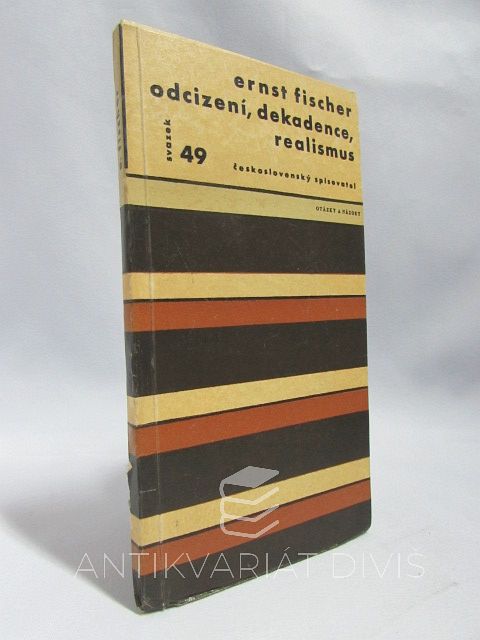 ernst fischer
odcizení, dekadence,
realismus
svazek
49
československý spisovatel
OTÁZKY A NÁZORY
ANTIKVARIÁT DIVIŠ